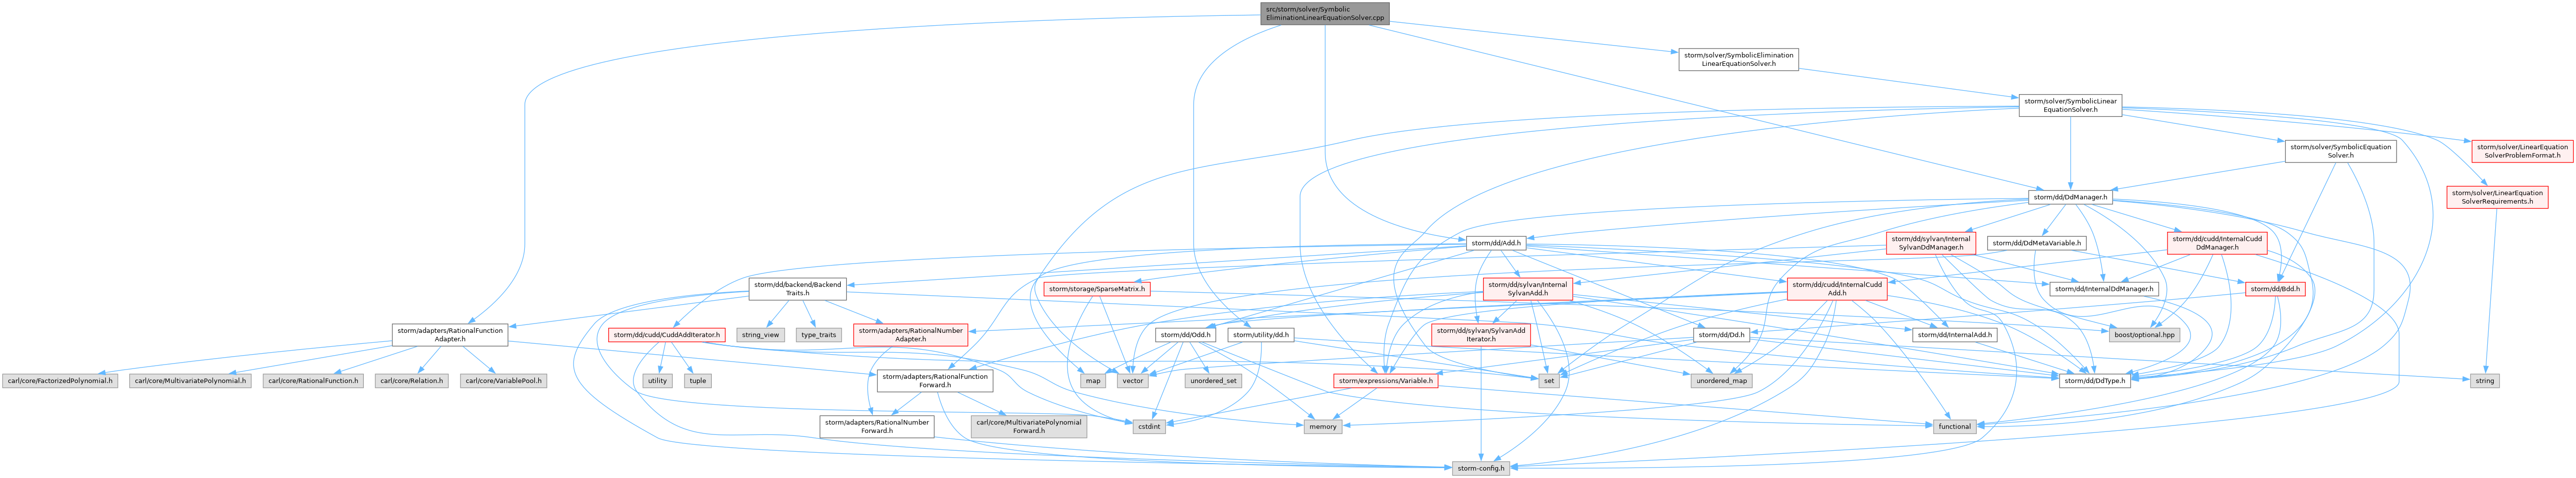 src/storm/solver/Symbolic
EliminationLinearEquationSolver.cpp
storm/solver/SymbolicElimination
LinearEquationSolver.h
storm/solver/SymbolicLinear
EquationSolver.h
storm/solver/SymbolicEquation
Solver.h
storm/solver/LinearEquation
SolverProblemFormat.h
storm/solver/LinearEquation
SolverRequirements.h
storm/dd/DdManager.h
storm/dd/Add.h
storm/dd/sylvan/Internal
SylvanDdManager.h
storm/dd/DdMetaVariable.h
storm/dd/cudd/InternalCudd
DdManager.h
storm/dd/backend/Backend
Traits.h
storm/storage/SparseMatrix.h
storm/dd/sylvan/Internal
SylvanAdd.h
storm/dd/cudd/InternalCudd
Add.h
storm/dd/InternalDdManager.h
storm/dd/Bdd.h
storm/adapters/RationalFunction
Adapter.h
storm/dd/cudd/CuddAddIterator.h
string_view
type_traits
storm/adapters/RationalNumber
Adapter.h
storm/dd/Odd.h
storm/utility/dd.h
storm/dd/sylvan/SylvanAdd
Iterator.h
storm/dd/Dd.h
storm/dd/InternalAdd.h
boost/optional.hpp
carl/core/FactorizedPolynomial.h
carl/core/MultivariatePolynomial.h
carl/core/RationalFunction.h
carl/core/Relation.h
carl/core/VariablePool.h
utility
tuple
storm/adapters/RationalFunction
Forward.h
map
vector
unordered_set
storm/expressions/Variable.h
set
unordered_map
storm/dd/DdType.h
string
storm/adapters/RationalNumber
Forward.h
carl/core/MultivariatePolynomial
Forward.h
cstdint
memory
functional
storm-config.h